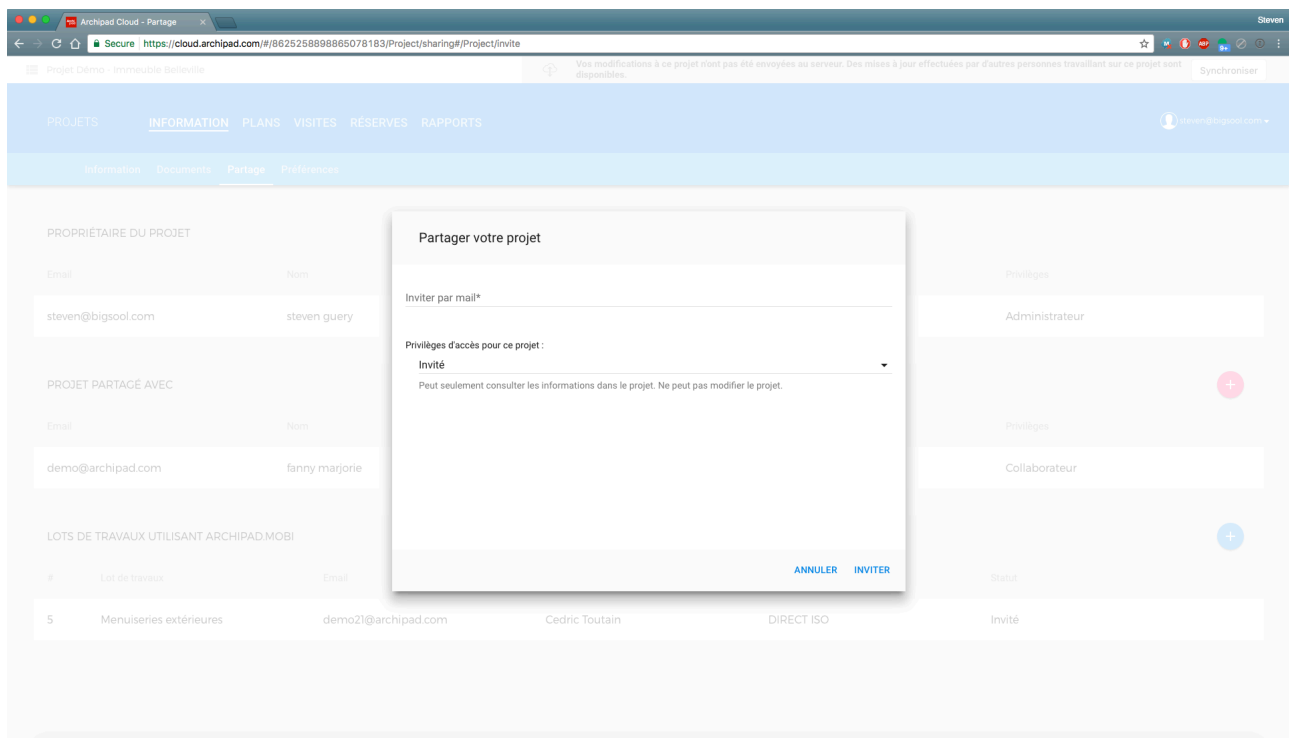 Archipad Cloud - Partage
Steven
Secure https://cloud.archipad.com/#/8625258898865078183/Project/sharing#/Project/invite
Projet Démo - Immeuble Belleville
Vos modifications à ce projet n'ont pas été envoyées au serveur. Des mises à jour effectuées par d'autres personnes travaillant sur ce projet sont
disponibles.
Synchroniser
PROJETS INFORMATION PLANS VISITES RÉSERVES RAPPORTS
steven@bigsool.com
Information Documents Partage Préférences
PROPRIÉTAIRE DU PROJET
Email Nom Privilèges
steven@bigsool.com steven guery Administrateur
PROJET PARTAGÉ AVEC
Email Nom Privilèges
demo@archipad.com fanny marjorie Collaborateur
Partager votre projet
Inviter par mail*
Privilèges d'accès pour ce projet :
Invité
Peut seulement consulter les informations dans le projet. Ne peut pas modifier le projet.
ANNULER INVITER
LOTS DE TRAVAUX UTILISANT ARCHIPAD.MOBI
# Lot de travaux Email Statut
5 Menuiseries extérieures demo21@archipad.com Cedric Toutain DIRECT ISO Invité